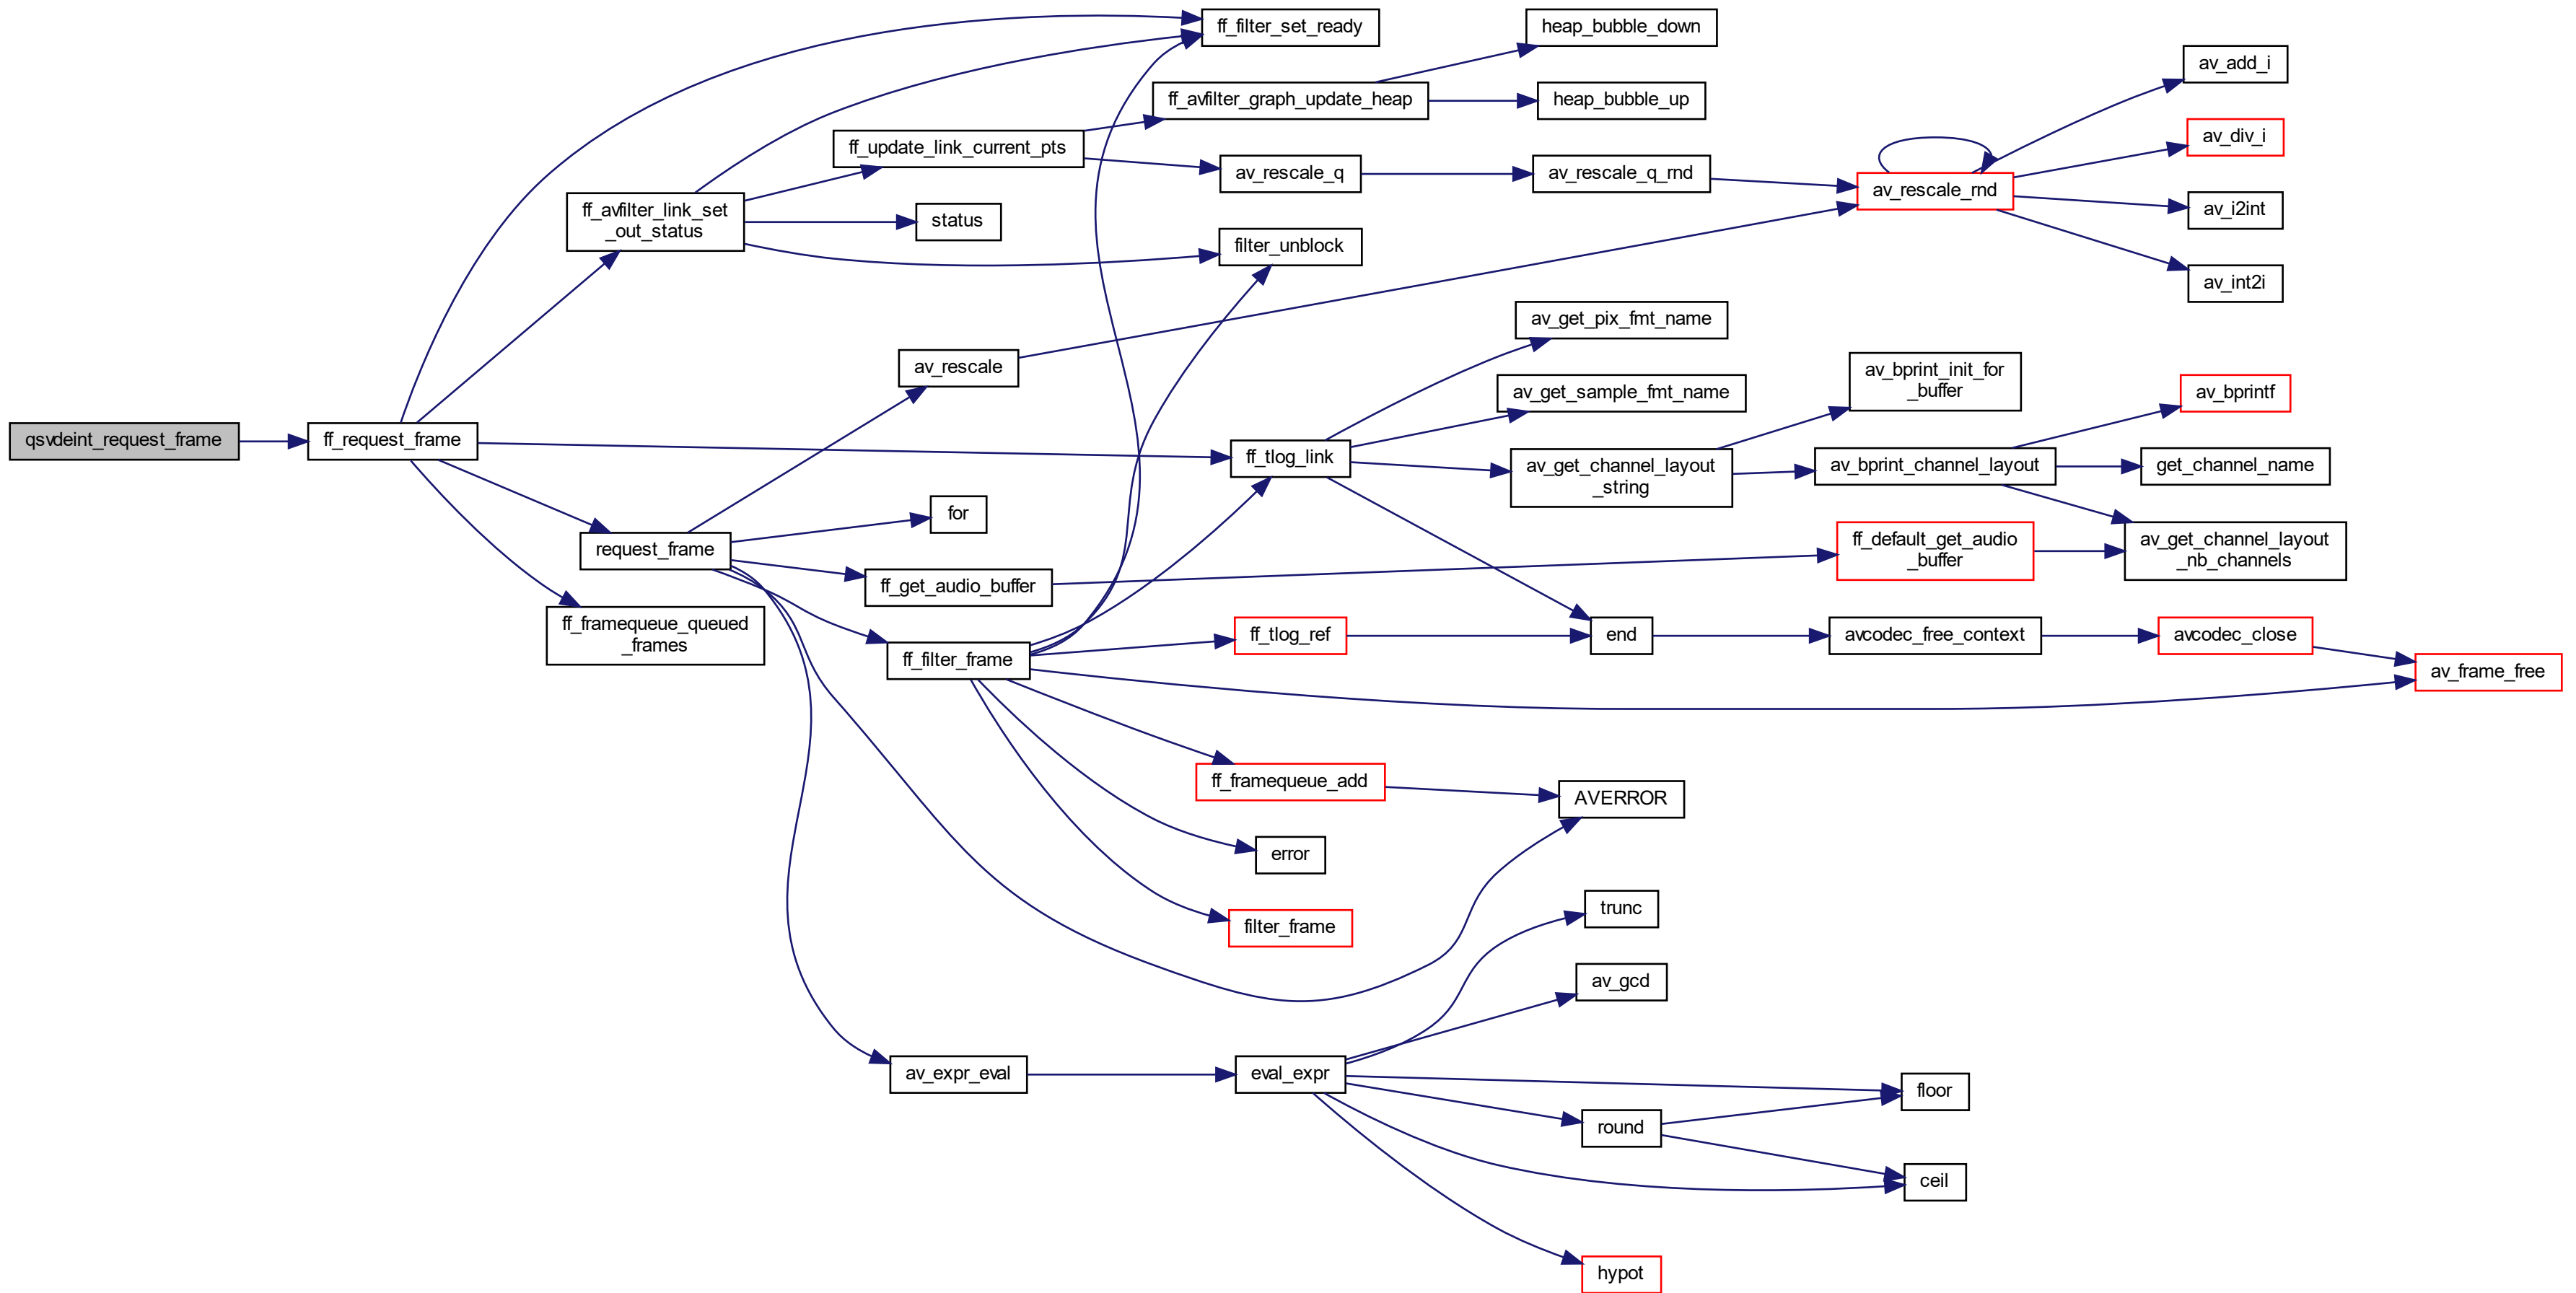 qsvdeint_request_frame
ff_request_frame
ff_filter_set_ready
ff_avfilter_link_set
_out_status
ff_update_link_current_pts
ff_avfilter_graph_update_heap
heap_bubble_down
heap_bubble_up
av_rescale_q
av_rescale_q_rnd
av_rescale_rnd
av_add_i
av_div_i
av_i2int
av_int2i
status
filter_unblock
request_frame
ff_framequeue_queued
_frames
av_rescale
for
ff_get_audio_buffer
ff_filter_frame
ff_tlog_link
av_get_pix_fmt_name
av_get_sample_fmt_name
av_get_channel_layout
_string
av_bprint_init_for
_buffer
av_bprint_channel_layout
av_bprintf
get_channel_name
av_get_channel_layout
_nb_channels
ff_default_get_audio
_buffer
ff_tlog_ref
end
avcodec_free_context
avcodec_close
av_frame_free
ff_framequeue_add
AVERROR
error
filter_frame
av_expr_eval
eval_expr
trunc
av_gcd
floor
round
ceil
hypot